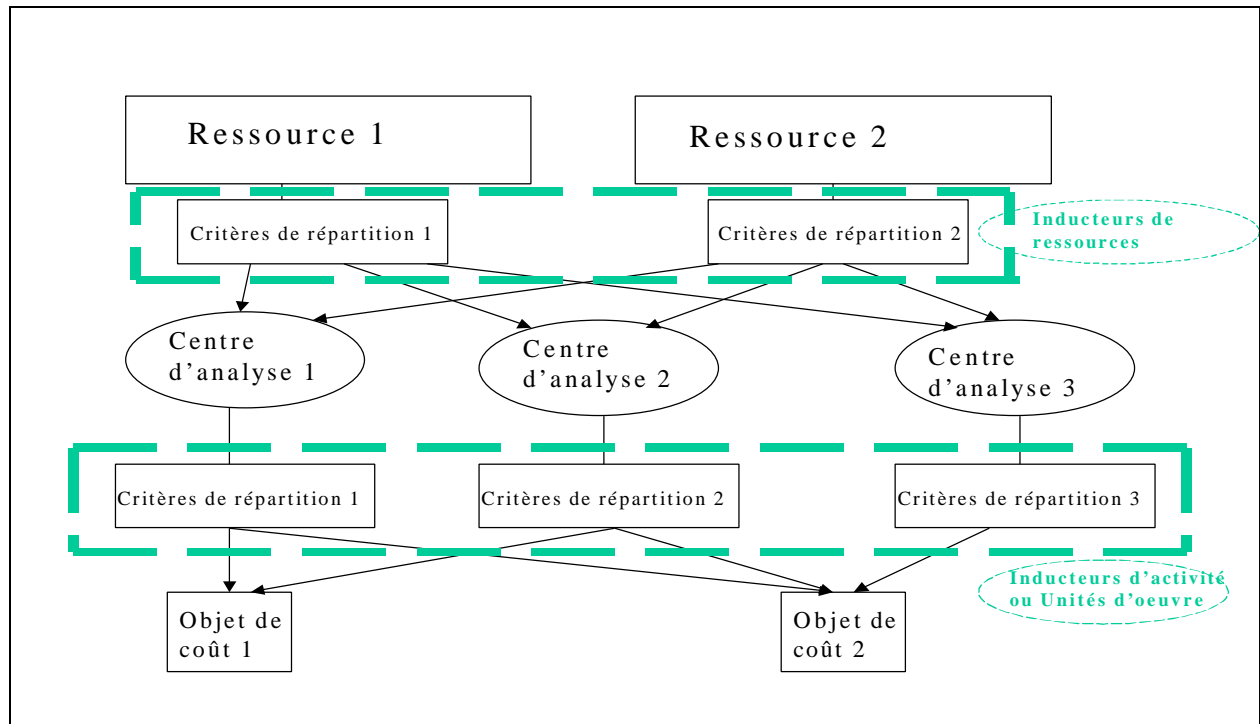 Ressource 1
Ressource 2
Critères de répartition 1
Critères de répartition 2
Inducteurs de
ressources
Centre
d'analyse 1
Centre
d'analyse 2
Centre
d'analyse 3
Critères de répartition 1
Critères de répartition 2
Critères de répartition 3
Inducteurs d’activité
ou Unités d'oeuvre
Objet de
coût 1
Objet de
coût 2